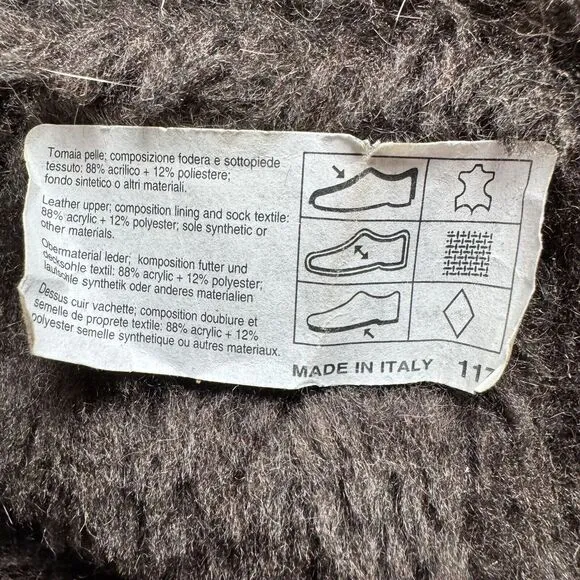 Tomaia pelle; composizione fodera e sottopiede
tessuto: 88% acrilico + 12% poliestere;
fondo sintetico o altri materiali.
Leather upper; composition lining and sock textile:
88% acrylic + 12% polyester; sole synthetic or
other materials.
Obermaterial leder; komposition futter und
decksohle textil: 88% acrylic + 12% polyester;
laufsohle synthetik oder anderes materialien
Dessus cuir vachette; composition doubiure et
semelle de proprete textile: 88% acrylic + 12%
polyester semelle synthetique ou autres materiaux.
MADE IN ITALY 117